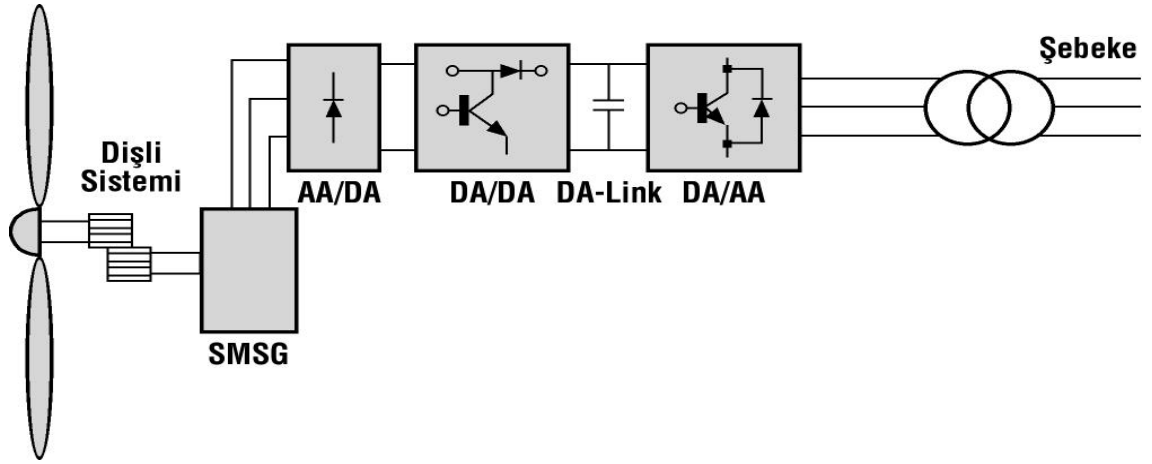 Şebeke
Dişli
Sistemi
AA/DA
DA/DA
DA-Link
DA/AA
SMSG